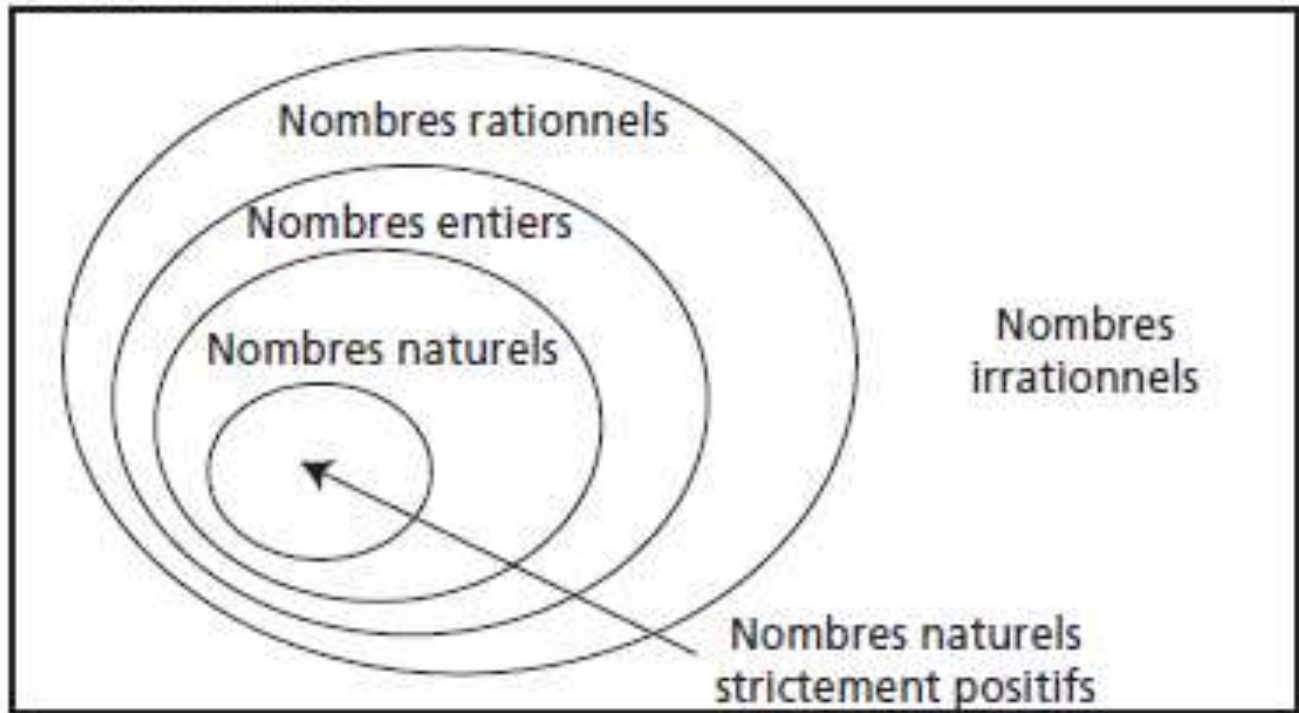 Nombres rationnels
Nombres entiers
Nombres naturels
Nombres
irrationnels
Nombres naturels
strictement positifs